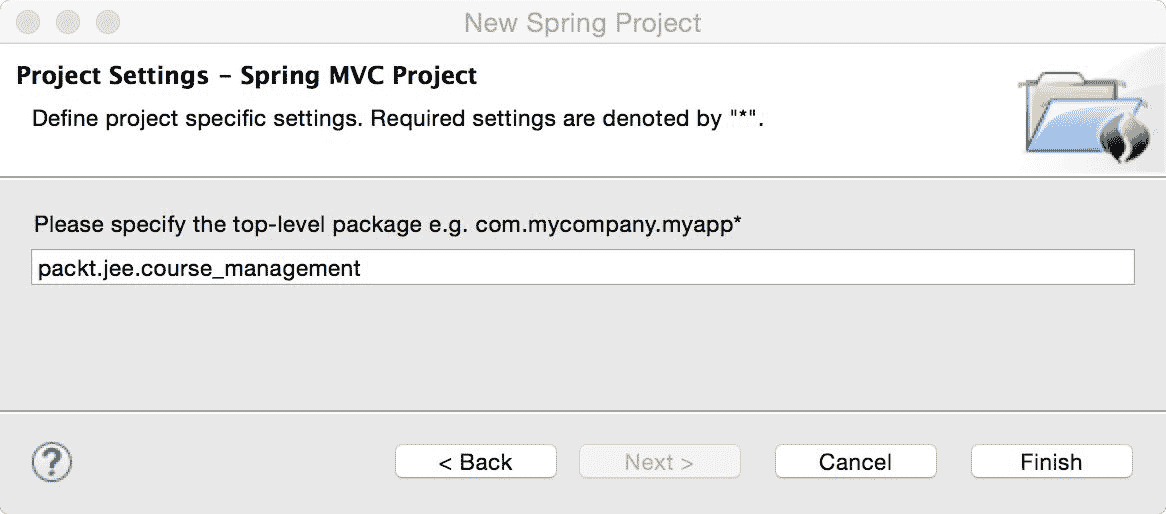 New Spring Project
Project Settings – Spring MVC Project
Define project specific settings. Required settings are denoted by "*".
Please specify the top-level package e.g. com.mycompany.myapp*
packt.jee.course_management
?
< Back
Next >
Cancel
Finish